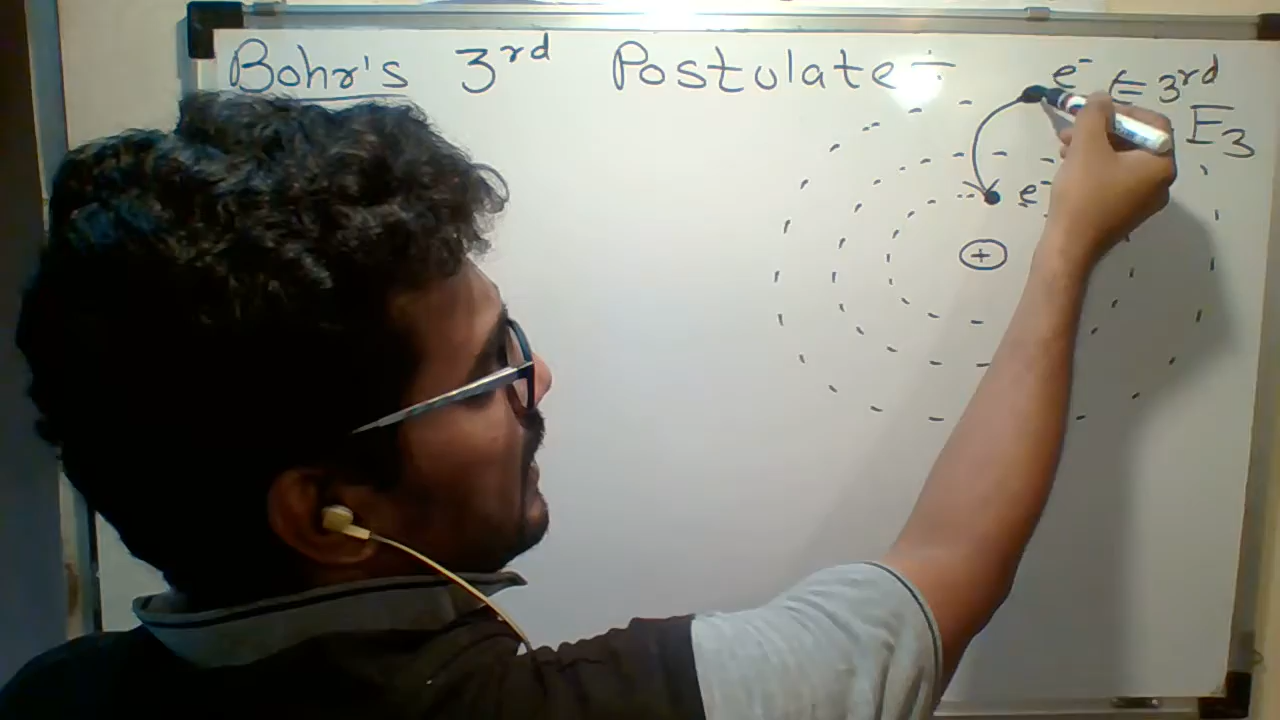 Bohr's 3rd Postulate :-
e⁻ ∈ 3rd
E₃
e⁻
+